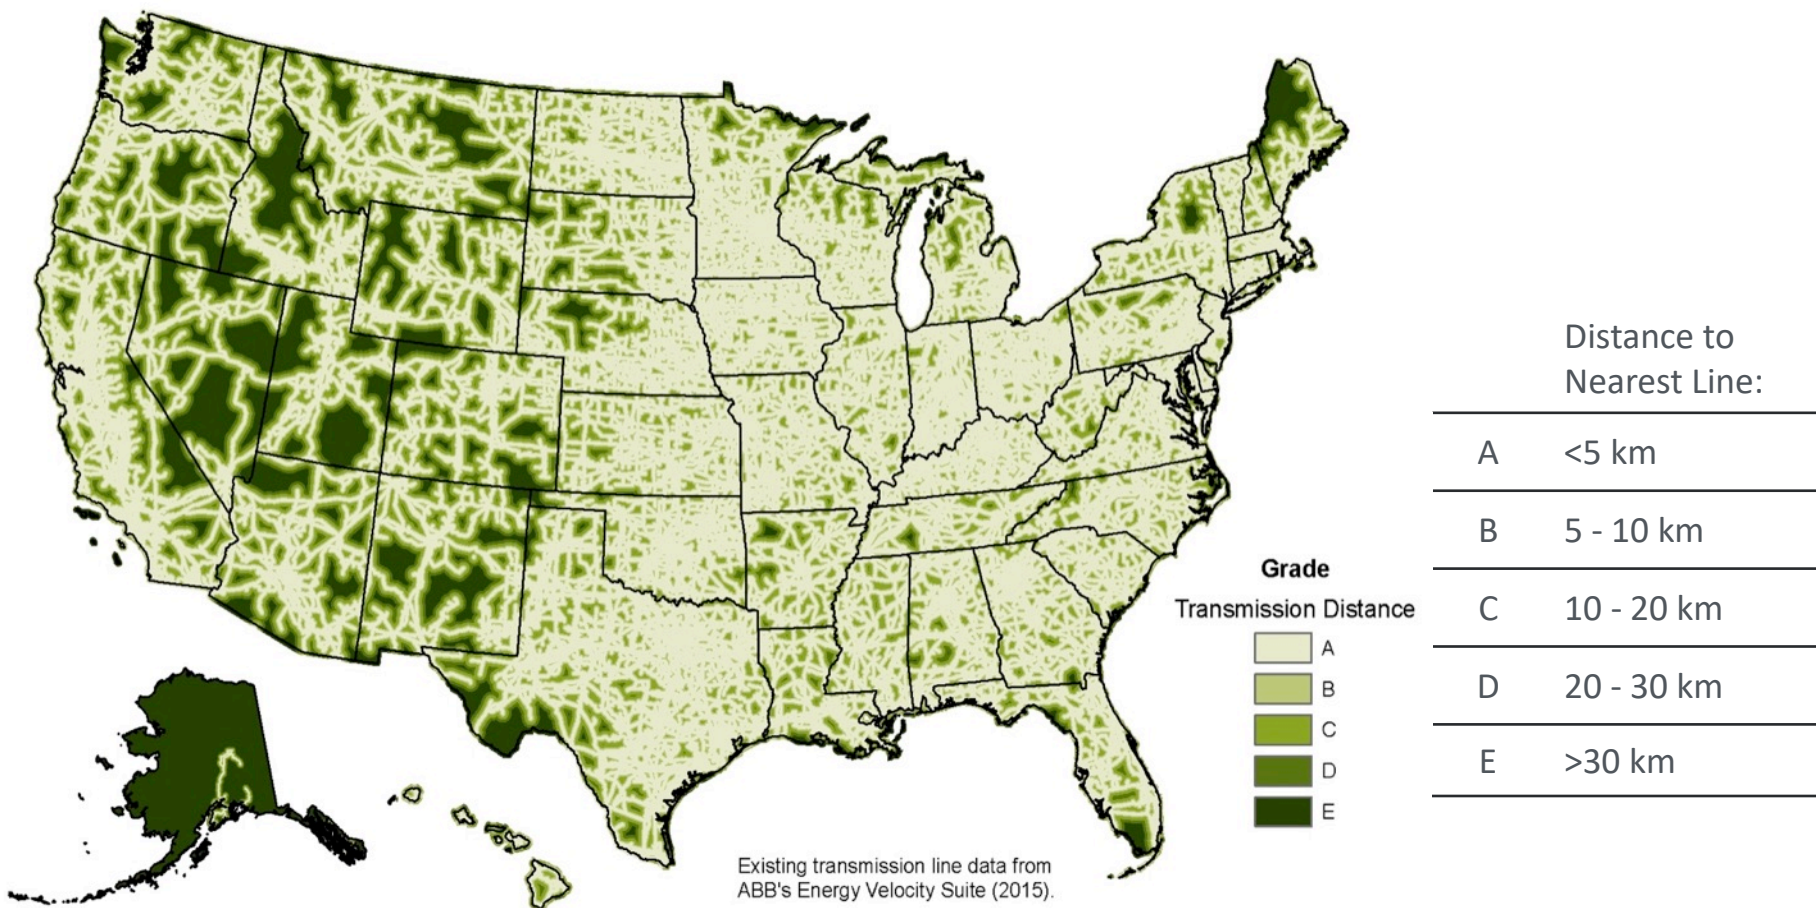 Distance to
Nearest Line:
A <5 km
B 5 - 10 km
C 10 - 20 km
D 20 - 30 km
E >30 km
Grade
Transmission Distance
A
B
C
D
E
Existing transmission line data from
ABB's Energy Velocity Suite (2015).